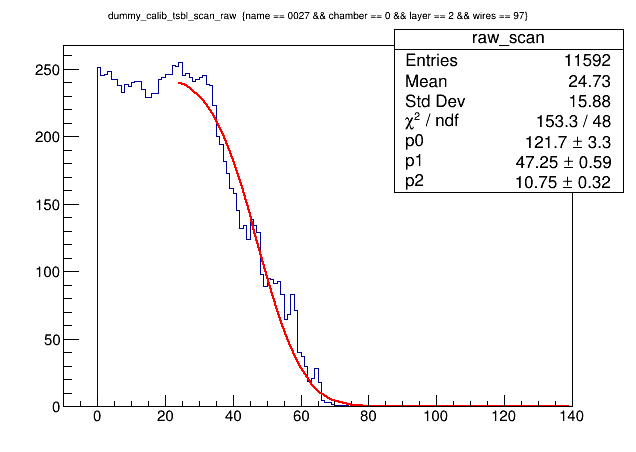 dummy_calib_tsbl_scan_raw {name == 0027 && chamber == 0 && layer == 2 && wires == 97}
raw_scan
Entries 11592
Mean 24.73
Std Dev 15.88
χ² / ndf 153.3 / 48
p0 121.7 ± 3.3
p1 47.25 ± 0.59
p2 10.75 ± 0.32
250
200
150
100
50
0
0 20 40 60 80 100 120 140